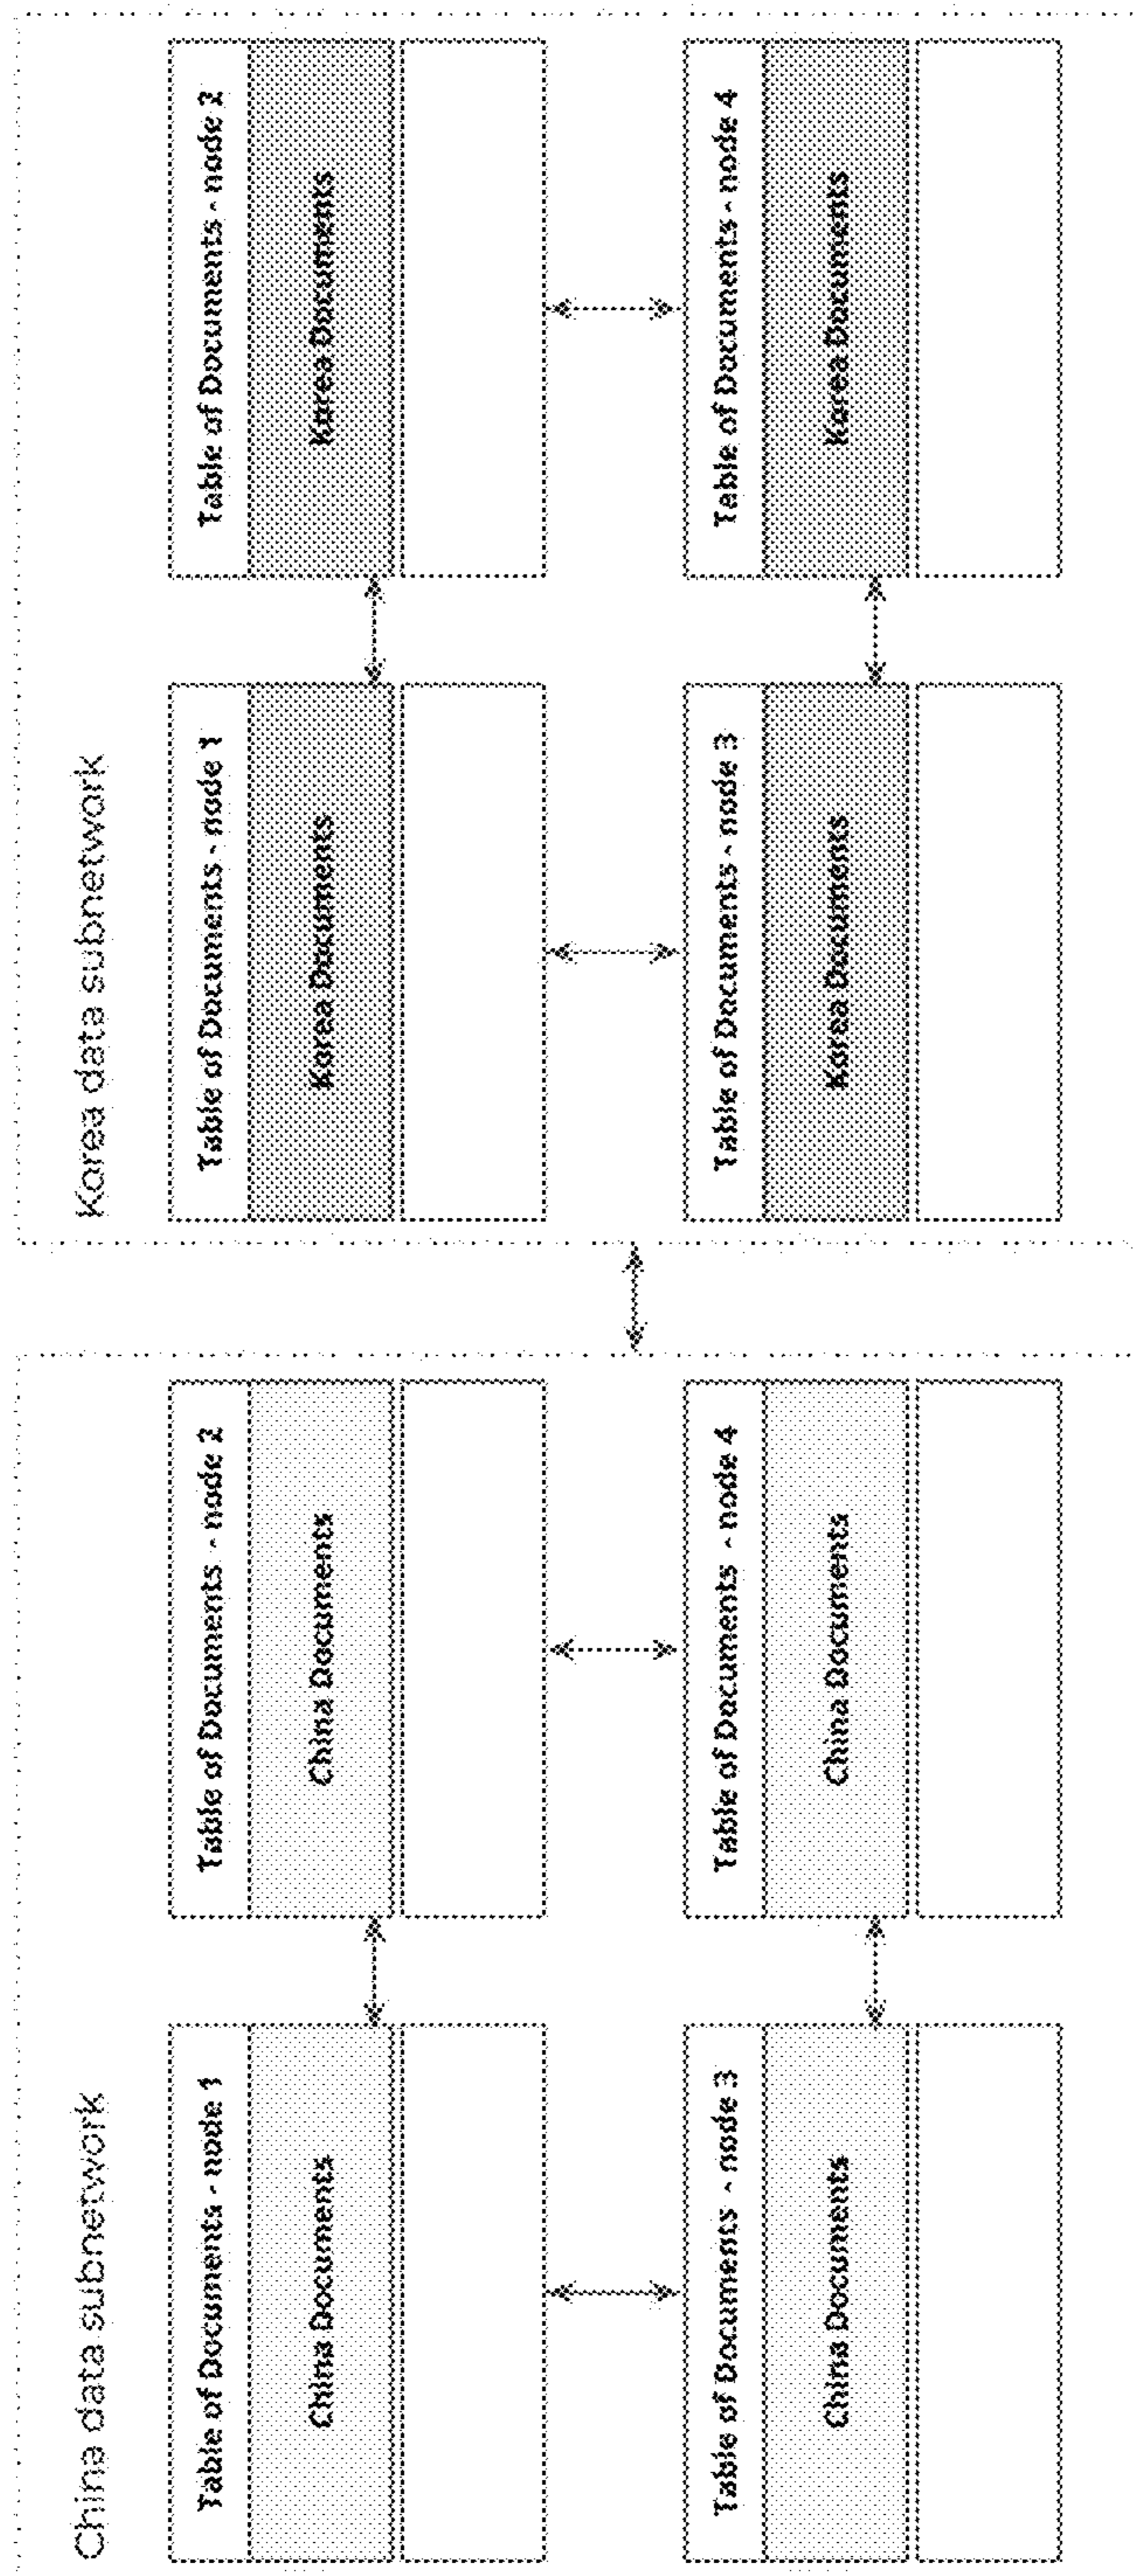 China data subnetwork
Table of Documents - node 1
China Documents
Table of Documents - node 2
China Documents
Table of Documents - node 3
China Documents
Table of Documents - node 4
China Documents
Korea data subnetwork
Table of Documents - node 1
Korea Documents
Table of Documents - node 2
Korea Documents
Table of Documents - node 3
Korea Documents
Table of Documents - node 4
Korea Documents